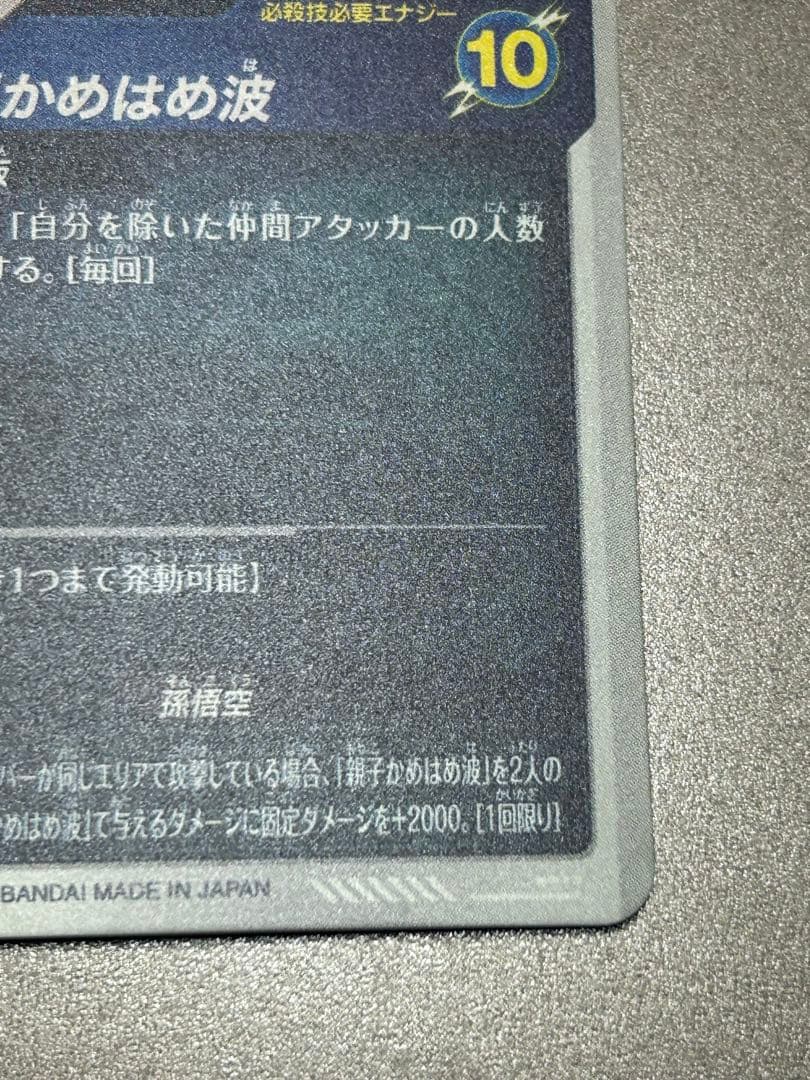 必殺技必要エナジー
10
かめはめ波
「自分を除いた仲間アタッカーの人数
する。[毎回]
1つまで発動可能】
孫悟空
バーが同じエリアで攻撃している場合、「親子かめはめ波」を2人の
めはめ波」で与えるダメージに固定ダメージを+2000。[1回限り]
BANDAI MADE IN JAPAN